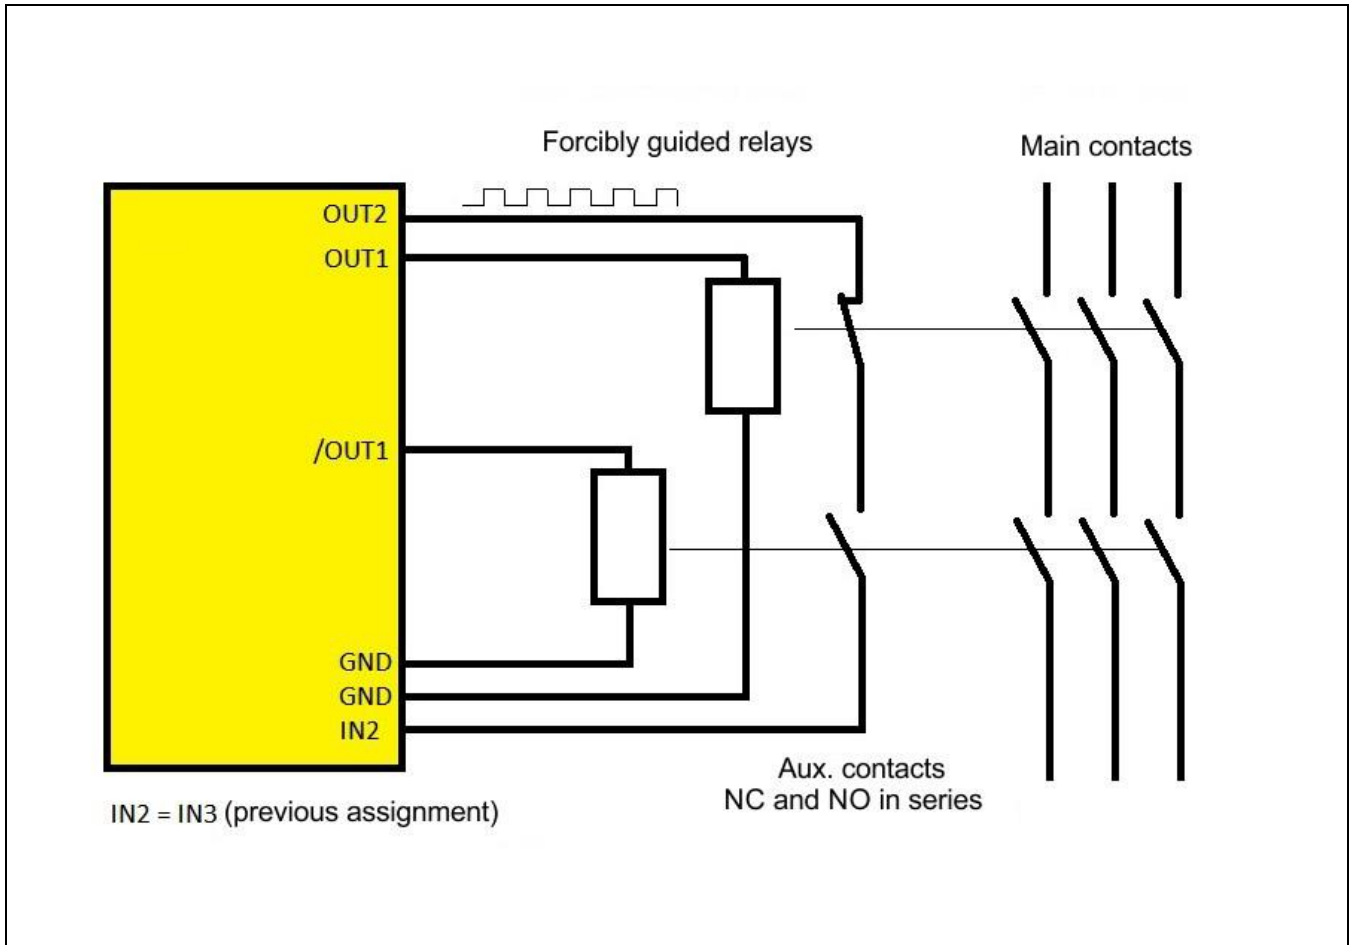 Forcibly guided relays
Main contacts
OUT2
OUT1
/OUT1
GND
GND
IN2
Aux. contacts
NC and NO in series
IN2 = IN3 (previous assignment)